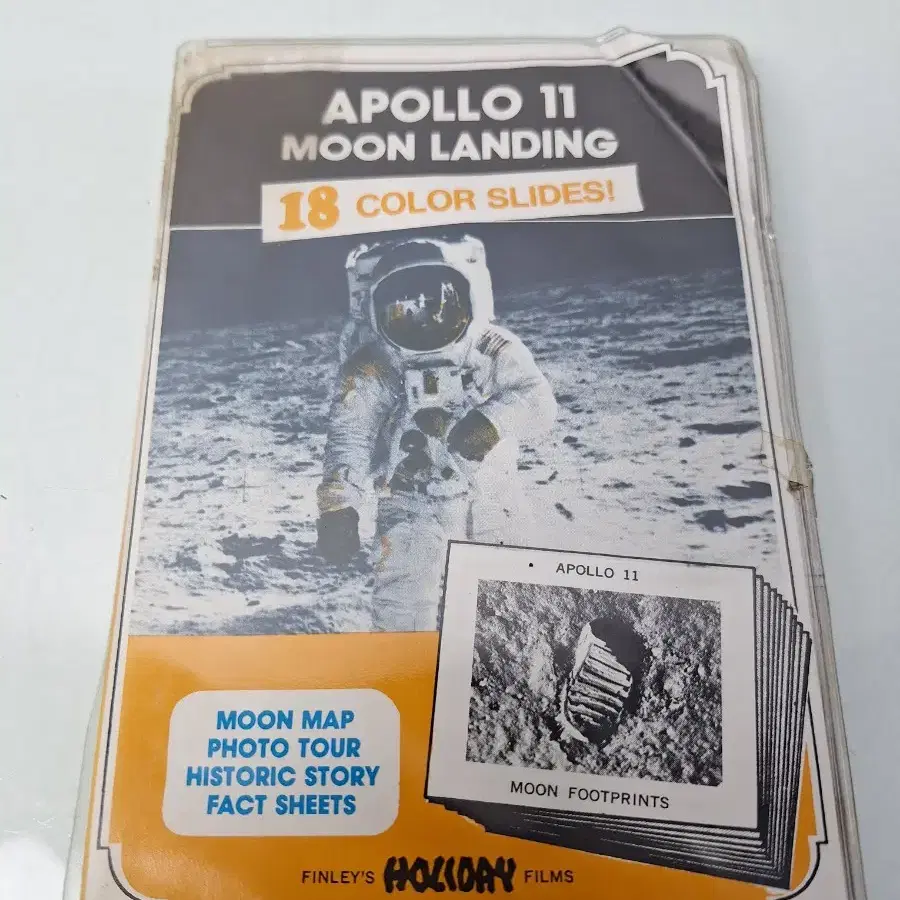 APOLLO 11
MOON LANDING
18 COLOR SLIDES!
APOLLO 11
MOON FOOTPRINTS
MOON MAP
PHOTO TOUR
HISTORIC STORY
FACT SHEETS
FINLEY'S HOLIDAY FILMS